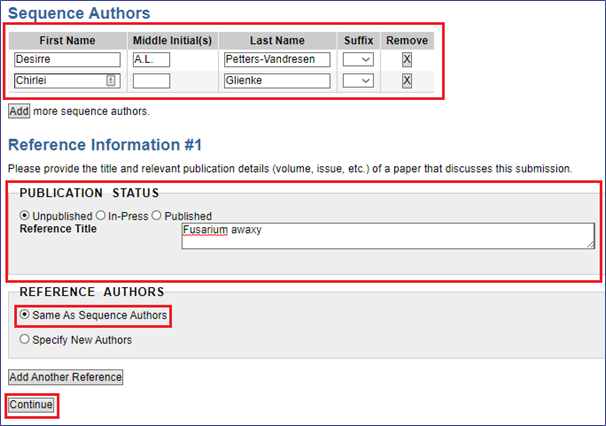 Sequence Authors
First Name Middle Initial(s) Last Name Suffix Remove
Desirre A.L. Petters-Vandresen X
Chirlei Glienke X
Add more sequence authors.
Reference Information #1
Please provide the title and relevant publication details (volume, issue, etc.) of a paper that discusses this submission.
PUBLICATION STATUS
Unpublished In-Press Published
Reference Title Fusarium awaxy
REFERENCE AUTHORS
Same As Sequence Authors
Specify New Authors
Add Another Reference
Continue